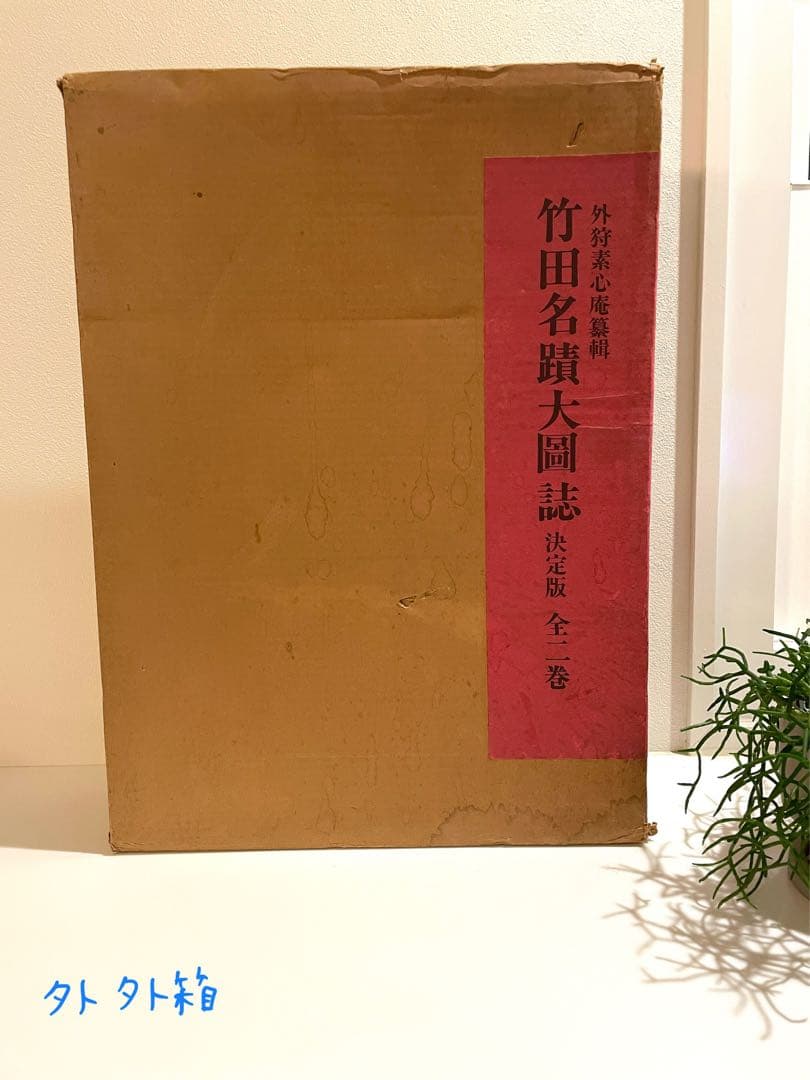 外狩素心庵纂輯
竹田名蹟大圖誌 決定版 全二巻
外 外箱